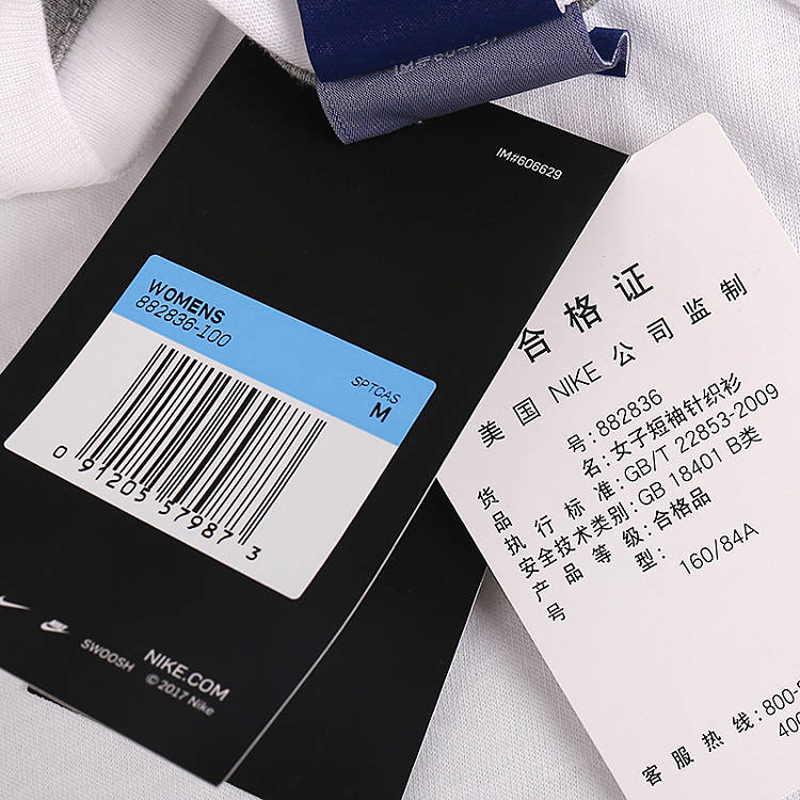 IM#606629
WOMENS
882836-100
SPTCAS
M
0 91205 57987 3
SWOOSH
NIKE.COM
©2017 Nike
合格证
美国 NIKE 公司监制
货号:882836
品名:女子短袖针织衫
执行标准:GB/T 22853-2009
安全技术类别:GB 18401 B类
产品等级:合格品
号型: 160/84A
客服热线:800-
400